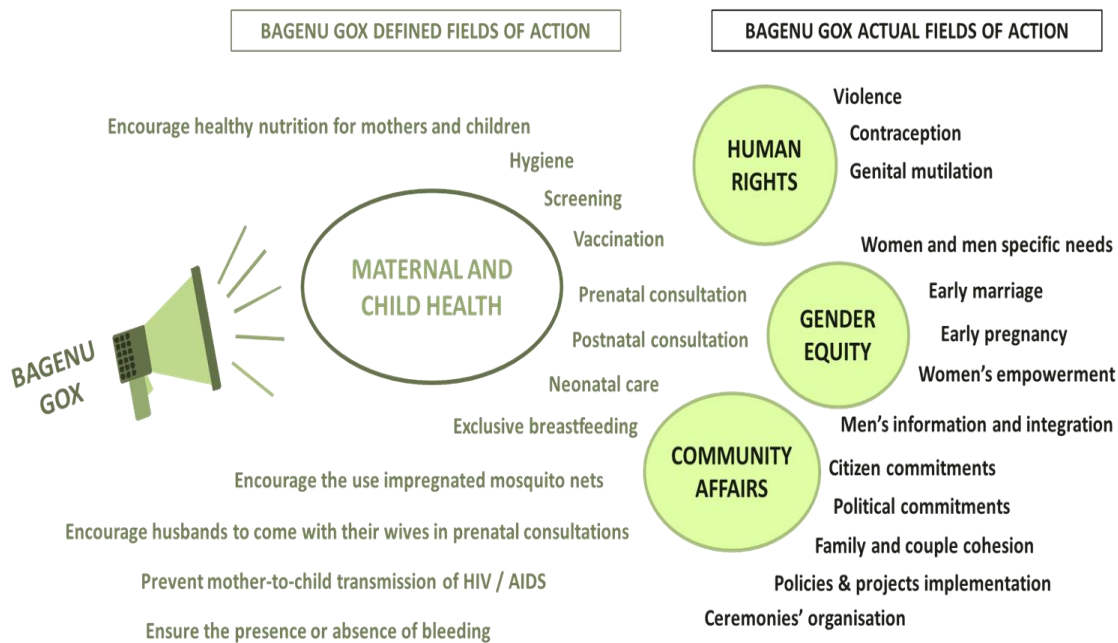 BAGENU GOX DEFINED FIELDS OF ACTION
Encourage healthy nutrition for mothers and children
Hygiene
Screening
Vaccination
MATERNAL AND
CHILD HEALTH
Prenatal consultation
Postnatal consultation
Neonatal care
Exclusive breastfeeding
Encourage the use impregnated mosquito nets
Encourage husbands to come with their wives in prenatal consultations
Prevent mother-to-child transmission of HIV / AIDS
Ensure the presence or absence of bleeding
BAGENU
GOX
BAGENU GOX ACTUAL FIELDS OF ACTION
HUMAN
RIGHTS
Violence
Contraception
Genital mutilation
GENDER
EQUITY
Women and men specific needs
Early marriage
Early pregnancy
Women's empowerment
COMMUNITY
AFFAIRS
Men's information and integration
Citizen commitments
Political commitments
Family and couple cohesion
Policies & projects implementation
Ceremonies' organisation